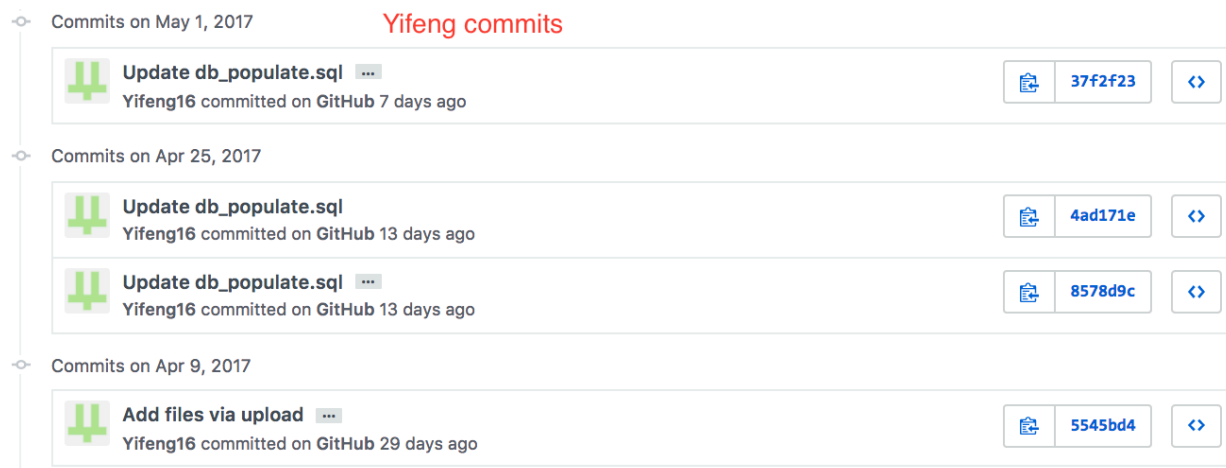 Commits on May 1, 2017 Yifeng commits
Update db_populate.sql ...
Yifeng16 committed on GitHub 7 days ago
37f2f23
Commits on Apr 25, 2017
Update db_populate.sql
Yifeng16 committed on GitHub 13 days ago
4ad171e
Update db_populate.sql ...
Yifeng16 committed on GitHub 13 days ago
8578d9c
Commits on Apr 9, 2017
Add files via upload ...
Yifeng16 committed on GitHub 29 days ago
5545bd4